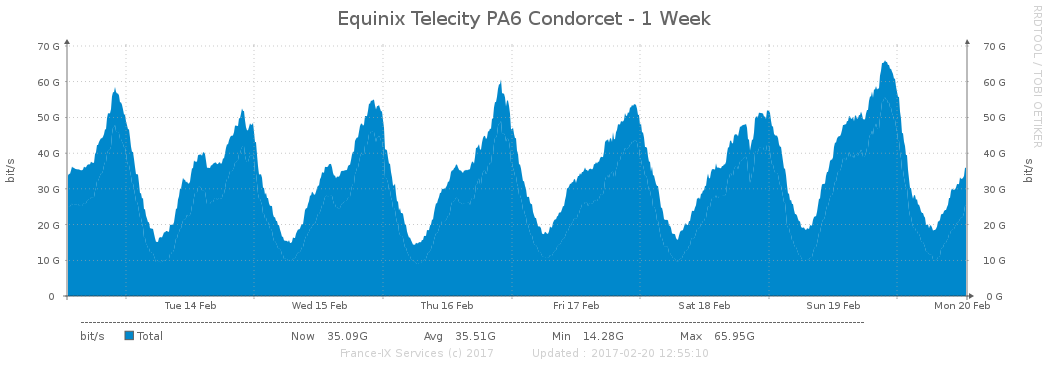 Equinix Telecity PA6 Condorcet - 1 Week
RRDTOOL / TOBI OETIKER
70 G 70 G
60 G 60 G
50 G 50 G
40 G 40 G
30 G 30 G
20 G 20 G
10 G 10 G
0 0 G
bit/s
bit/s
Tue 14 Feb Wed 15 Feb Thu 16 Feb Fri 17 Feb Sat 18 Feb Sun 19 Feb Mon 20 Feb
bit/s Total Now 35.09G Avg 35.51G Min 14.28G Max 65.95G
France-IX Services (c) 2017 Updated : 2017-02-20 12:55:10